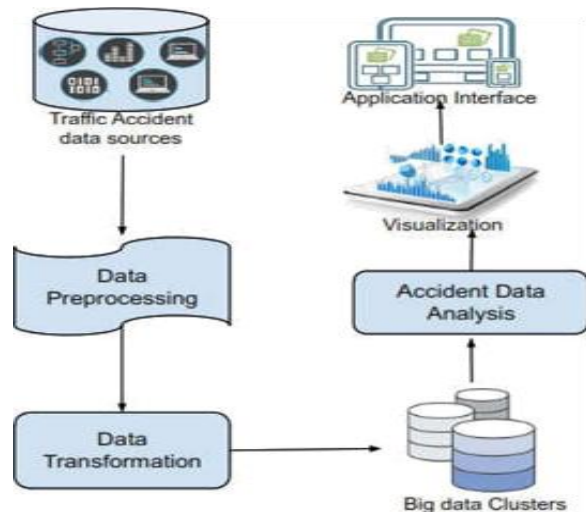 Traffic Accident
data sources
Data
Preprocessing
Data
Transformation
Big data Clusters
Accident Data
Analysis
Visualization
Application Interface